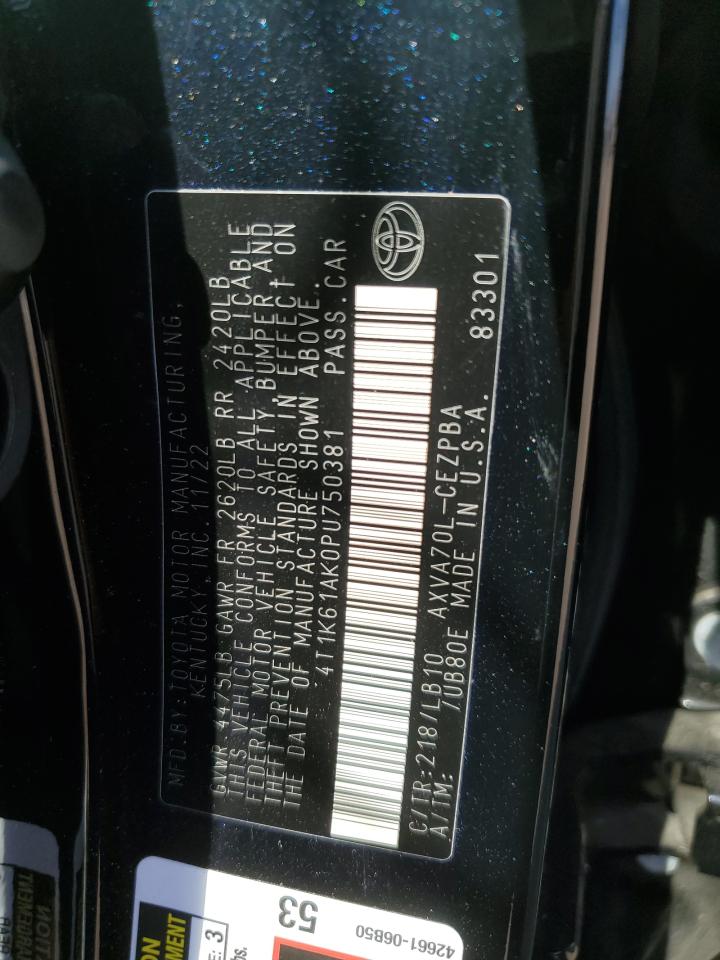 MFD.BY:TOYOTA MOTOR MANUFACTURING,
KENTUCKY,INC. 11/22
GVWR 4475LB GAWR FR 2620LB RR 2420LB
THIS VEHICLE CONFORMS TO ALL APPLICABLE
FEDERAL MOTOR VEHICLE SAFETY, BUMPER AND
THEFT PREVENTION STANDARDS IN EFFECT ON
THE DATE OF MANUFACTURE SHOWN ABOVE.
4T1K61AK0PU750381 PASS.CAR
C/TR:218/LB10 AXVA70L-CEZPBA
A/TM: /UB80E MADE IN U.S.A. 83301
53
42661-06B50
3